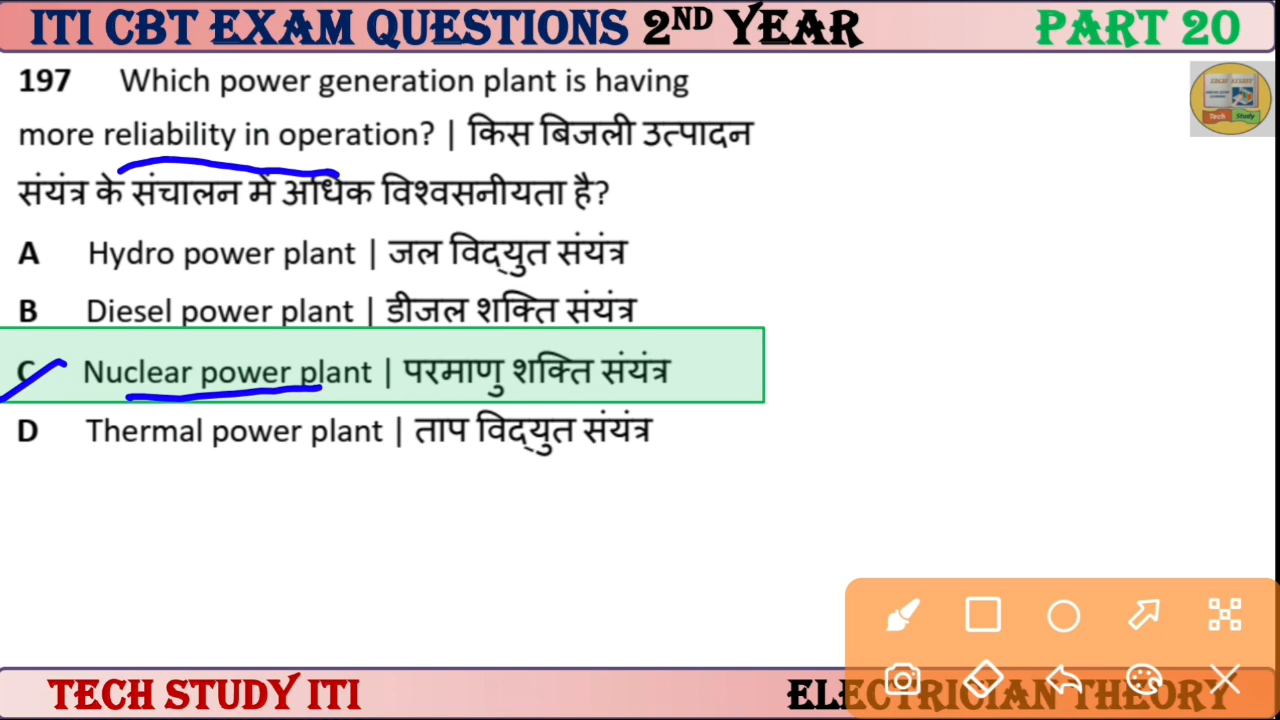 ITI CBT EXAM QUESTIONS 2ND YEAR PART 20
197 Which power generation plant is having
more reliability in operation? | किस बिजली उत्पादन
संयंत्र के संचालन में अधिक विश्वसनीयता है?
A Hydro power plant | जल विद्युत संयंत्र
B Diesel power plant | डीजल शक्ति संयंत्र
C Nuclear power plant | परमाणु शक्ति संयंत्र
D Thermal power plant | ताप विद्युत संयंत्र
TECH STUDY ITI ELECTRICIAN THEORY
Tech Study